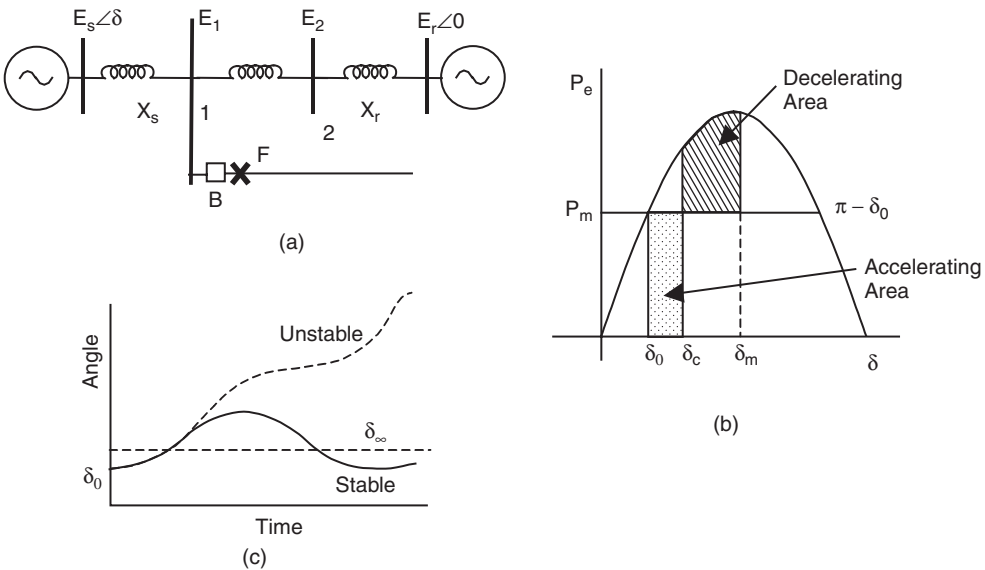 E_s∠δ
E_1
E_2
E_r∠0
X_s
1
X_r
2
F
B
(a)
P_e
Decelerating
Area
P_m
π – δ_0
Accelerating
Area
δ_0
δ_c
δ_m
δ
(b)
Angle
Unstable
δ_∞
δ_0
Stable
Time
(c)